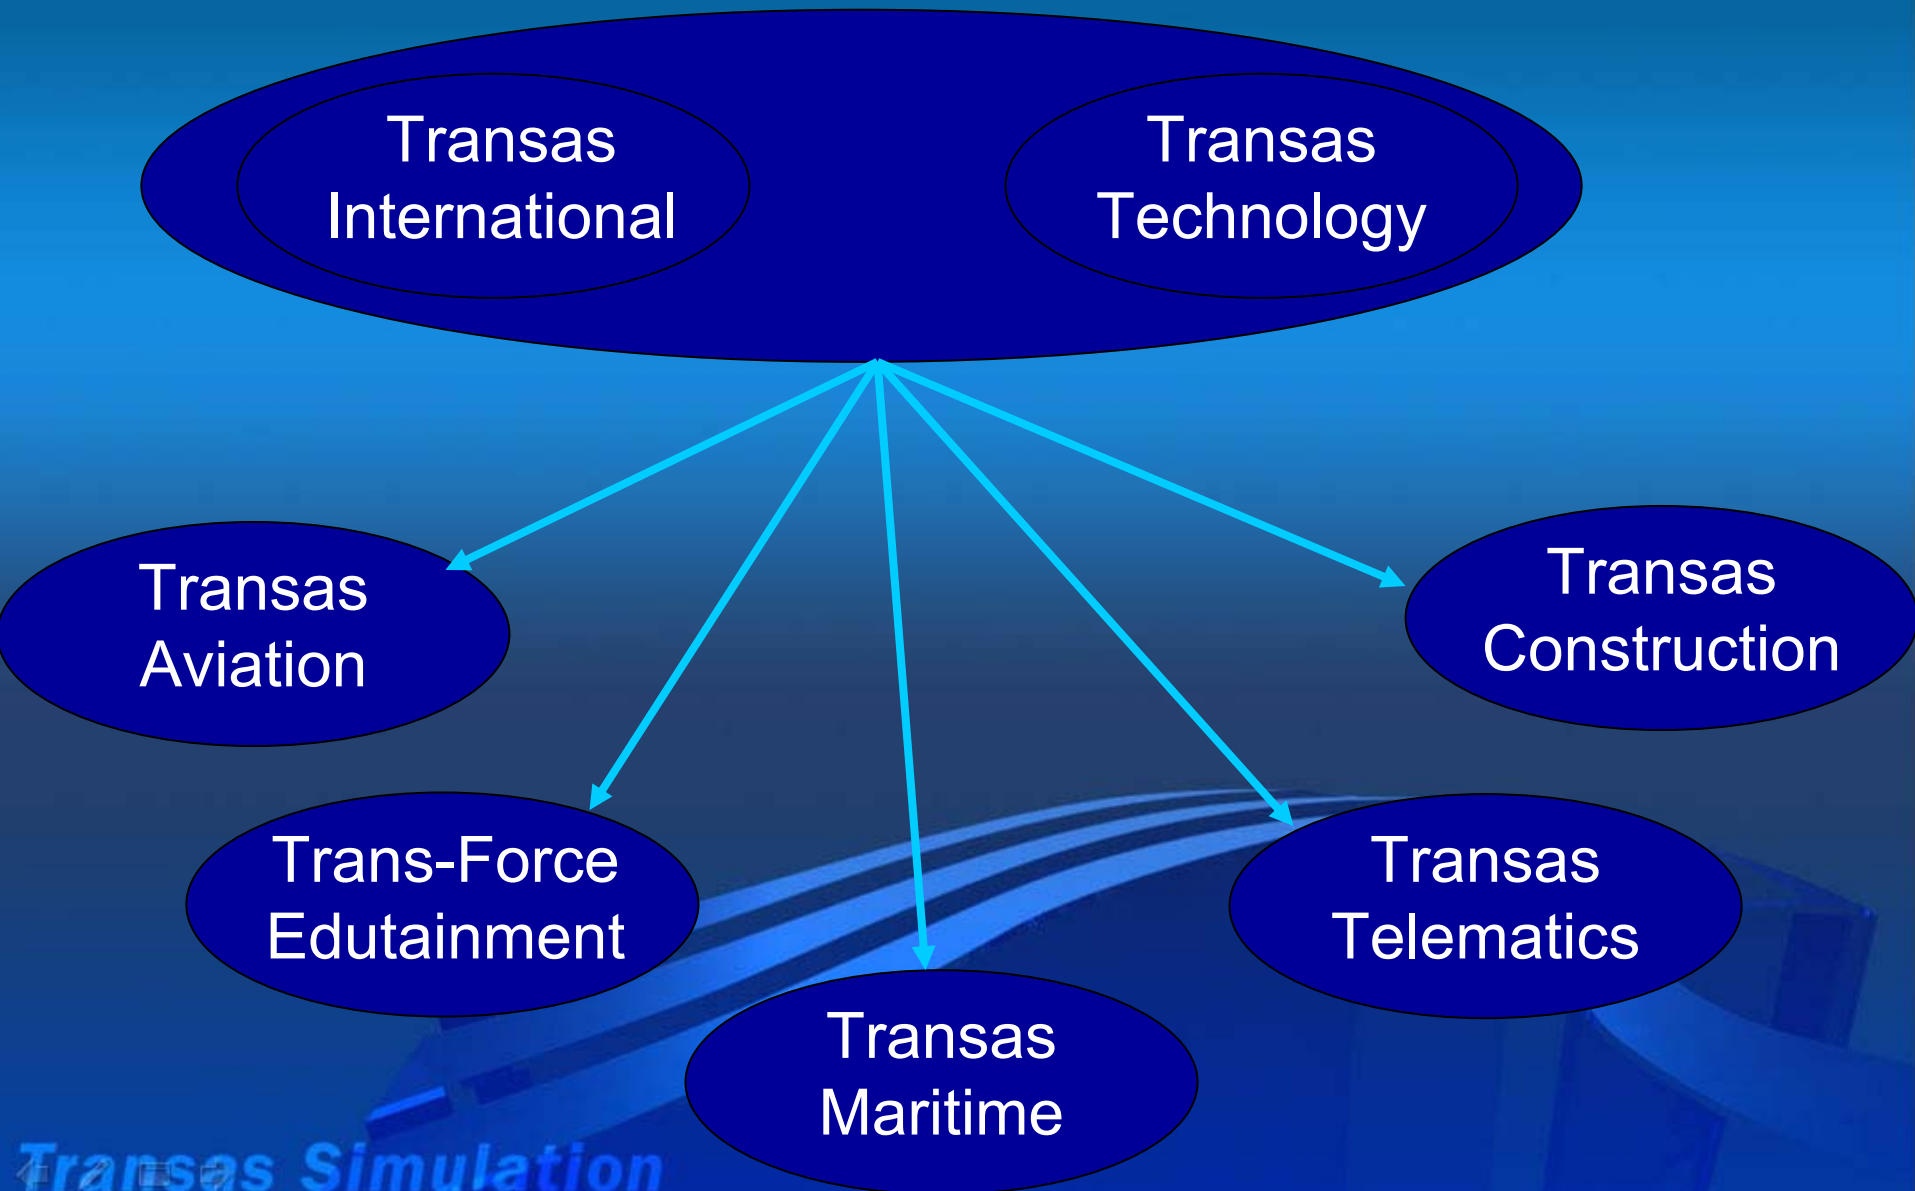 Transas
International
Transas
Technology
Transas
Aviation
Transas
Construction
Trans-Force
Edutainment
Transas
Telematics
Transas
Maritime
Transas Simulation